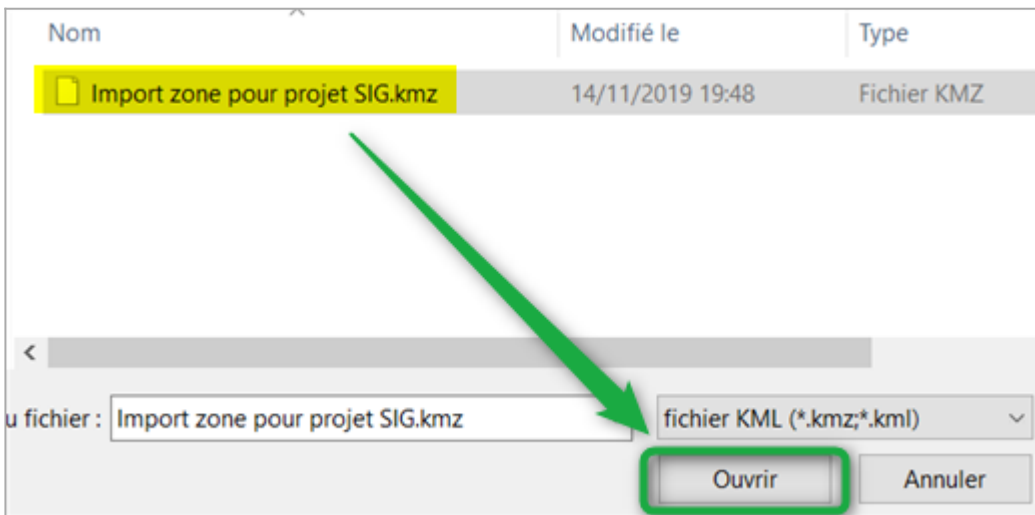 Nom Modifié le Type
Import zone pour projet SIG.kmz 14/11/2019 19:48 Fichier KMZ
u fichier : Import zone pour projet SIG.kmz fichier KML (*.kmz;*.kml)
Ouvrir Annuler